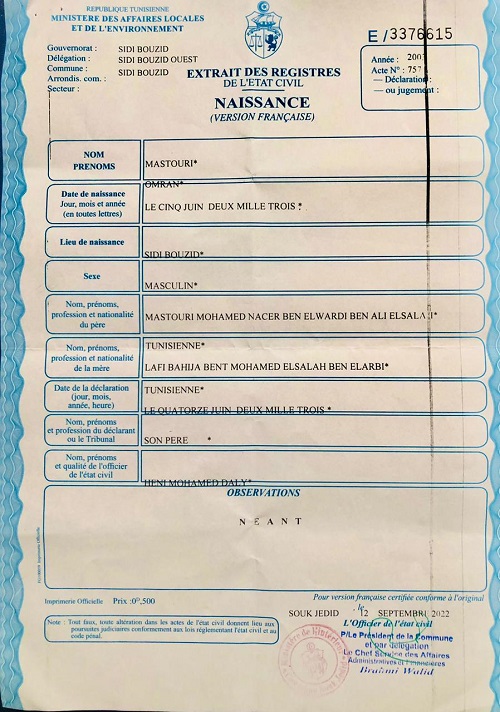 REPUBLIQUE TUNISIENNE
MINISTERE DES AFFAIRES LOCALES
ET DE L'ENVIRONNEMENT
Gouvernorat : SIDI BOUZID
Délégation : SIDI BOUZID OUEST
Commune : SIDI BOUZID
Arrondis. com. :
Secteur :
EXTRAIT DES REGISTRES
DE L'ETAT CIVIL
NAISSANCE
(VERSION FRANÇAISE)
E/3376615
Année : 2003
Acte N° : 757
— Déclaration :
— ou jugement :
NOM
PRENOMS
MASTOURI*
OMRAN*
Date de naissance
Jour, mois et année
(en toutes lettres)
LE CINQ JUIN DEUX MILLE TROIS *
Lieu de naissance
SIDI BOUZID*
Sexe
MASCULIN*
Nom, prénoms,
profession et nationalité
du père
MASTOURI MOHAMED NACER BEN ELWARDI BEN ALI
TUNISIENNE*
Nom, prénoms,
profession et nationalité
de la mère
LAFI BAHIJA BENT MOHAMED ELSALAH BEN ELARBI*
TUNISIENNE*
Date de la déclaration
(jour, mois,
année, heure)
LE QUATORZE JUIN DEUX MILLE TROIS *
Nom, prénoms
et profession du déclarant
ou le Tribunal
SON PERE *
Nom, prénoms
et qualité de l'officier
de l'état civil
HENI MOHAMED DALY*
OBSERVATIONS
NEANT
Imprimerie Officielle Prix :0ᴰ,500
Pour version française certifiée conforme à l'original
SOUK JEDID le 12 SEPTEMBRE 2022
Note : Tout faux, toute altération dans les actes de l'état civil donnent lieu aux
poursuites judiciaires conformément aux lois réglementant l'état civil et au
code pénal.
L'Officier de l'état civil
P/Le Président de la Commune
et par délégation
Le Chef Service des Affaires
Administratives et Financières
Brahmi Walid